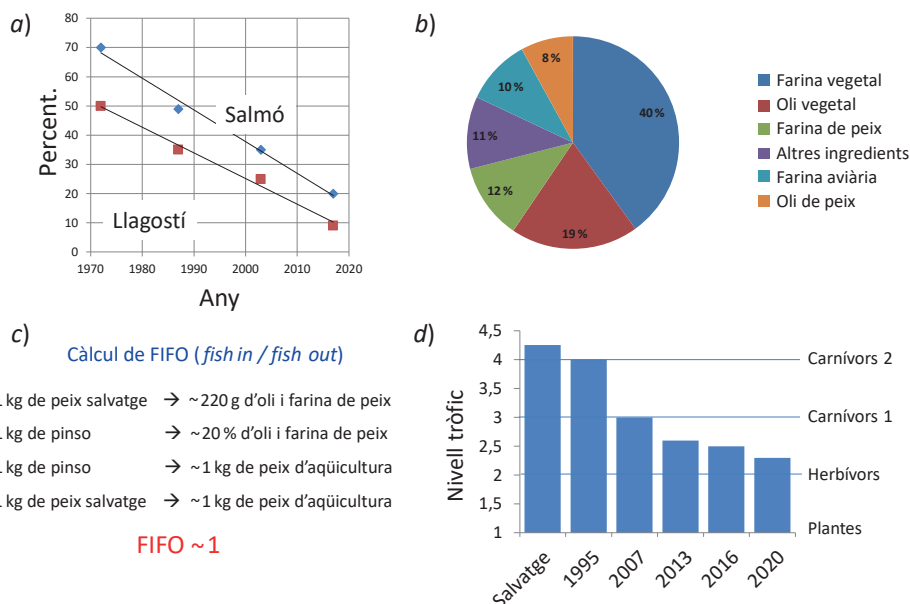 a)
Percent.
80
70
60
50
40
30
20
10
0
Salmó
Llagostí
1970 1980 1990 2000 2010 2020
Any
b)
8 %
10 %
40 %
11 %
12 %
19 %
Farina vegetal
Oli vegetal
Farina de peix
Altres ingredients
Farina aviària
Oli de peix
c)
Càlcul de FIFO (fish in / fish out)
1 kg de peix salvatge → ~220 g d’oli i farina de peix
1 kg de pinso → ~20 % d’oli i farina de peix
1 kg de pinso → ~1 kg de peix d’aqüicultura
1 kg de peix salvatge → ~1 kg de peix d’aqüicultura
FIFO ~1
d)
Nivell tròfic
4,5
4
3,5
3
2,5
2
1,5
1
Carnívors 2
Carnívors 1
Herbívors
Plantes
Salvatge 1995 2007 2013 2016 2020